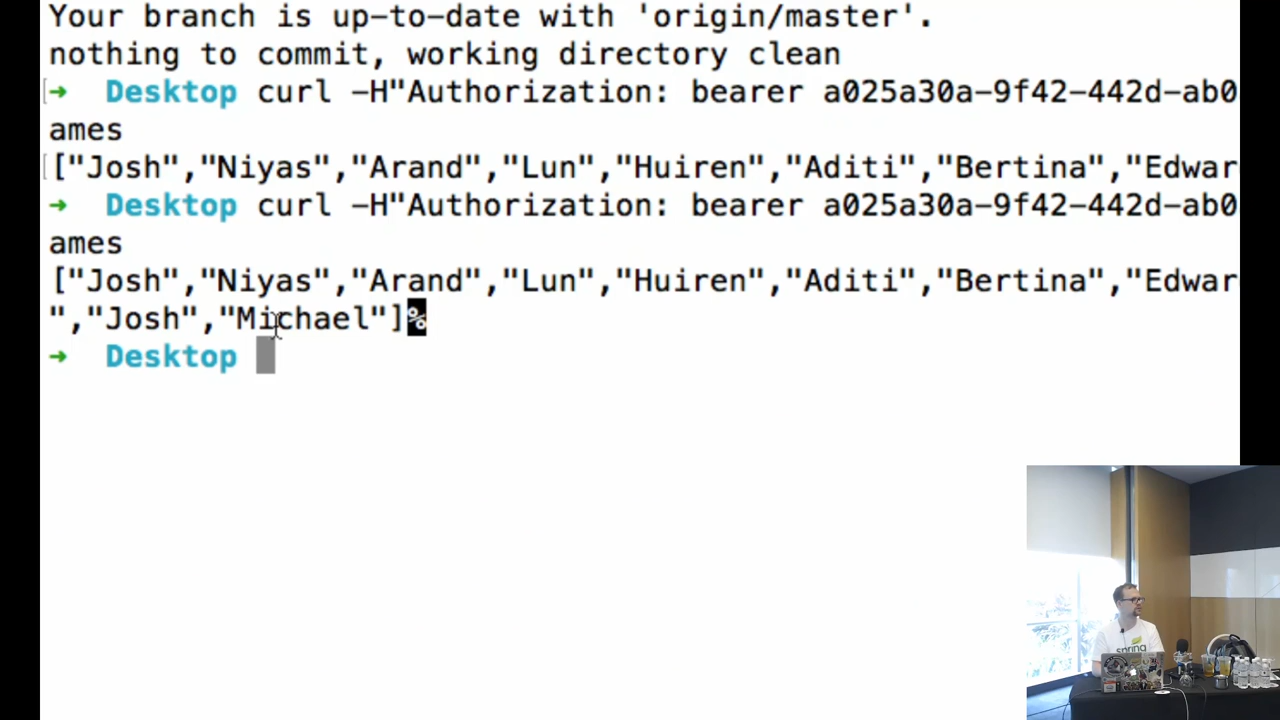 Your branch is up-to-date with 'origin/master'.
nothing to commit, working directory clean
[➜ Desktop curl -H"Authorization: bearer a025a30a-9f42-442d-ab0
ames
[["Josh","Niyas","Arand","Lun","Huiren","Aditi","Bertina","Edwar
➜ Desktop curl -H"Authorization: bearer a025a30a-9f42-442d-ab0
ames
["Josh","Niyas","Arand","Lun","Huiren","Aditi","Bertina","Edwar
","Josh","Michael"]%
➜ Desktop
spring